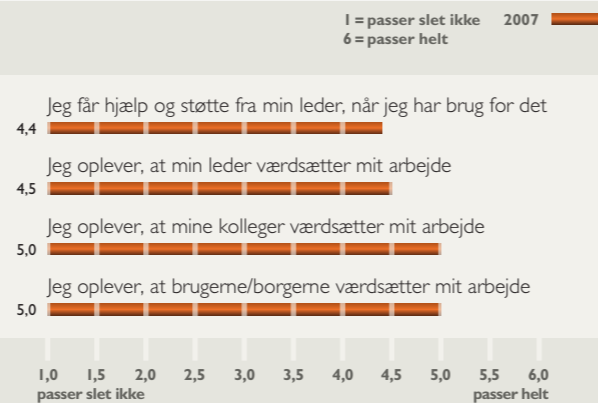 1 = passer slet ikke 2007
6 = passer helt
Jeg får hjælp og støtte fra min leder, når jeg har brug for det
4,4
Jeg oplever, at min leder værdsætter mit arbejde
4,5
Jeg oplever, at mine kolleger værdsætter mit arbejde
5,0
Jeg oplever, at brugerne/borgerne værdsætter mit arbejde
5,0
1,0 1,5 2,0 2,5 3,0 3,5 4,0 4,5 5,0 5,5 6,0
passer slet ikke passer helt